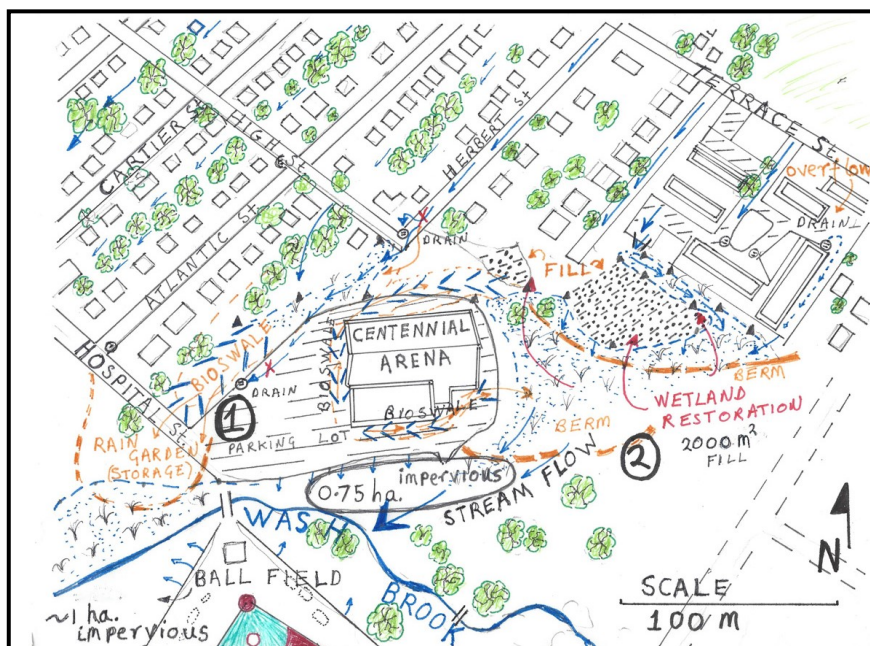 TERRACE St.
CARTIER St
HIGH St.
HERBERT St
overflow
DRAIN
ATLANTIC St
DRAIN
FILL
HOSPITAL St.
BIOSWALE
CENTENNIAL
ARENA
BIOSWALE
DRAIN
BIOSWALE
BERM
WETLAND
RESTORATION
1
PARKING LOT
BERM
2
2000 m²
FILL
RAIN
GARDEN
(STORAGE)
impervious
0.75 ha.
STREAM FLOW
WASH
BROOK
N
BALL FIELD
SCALE
100 m
~1 ha.
impervious